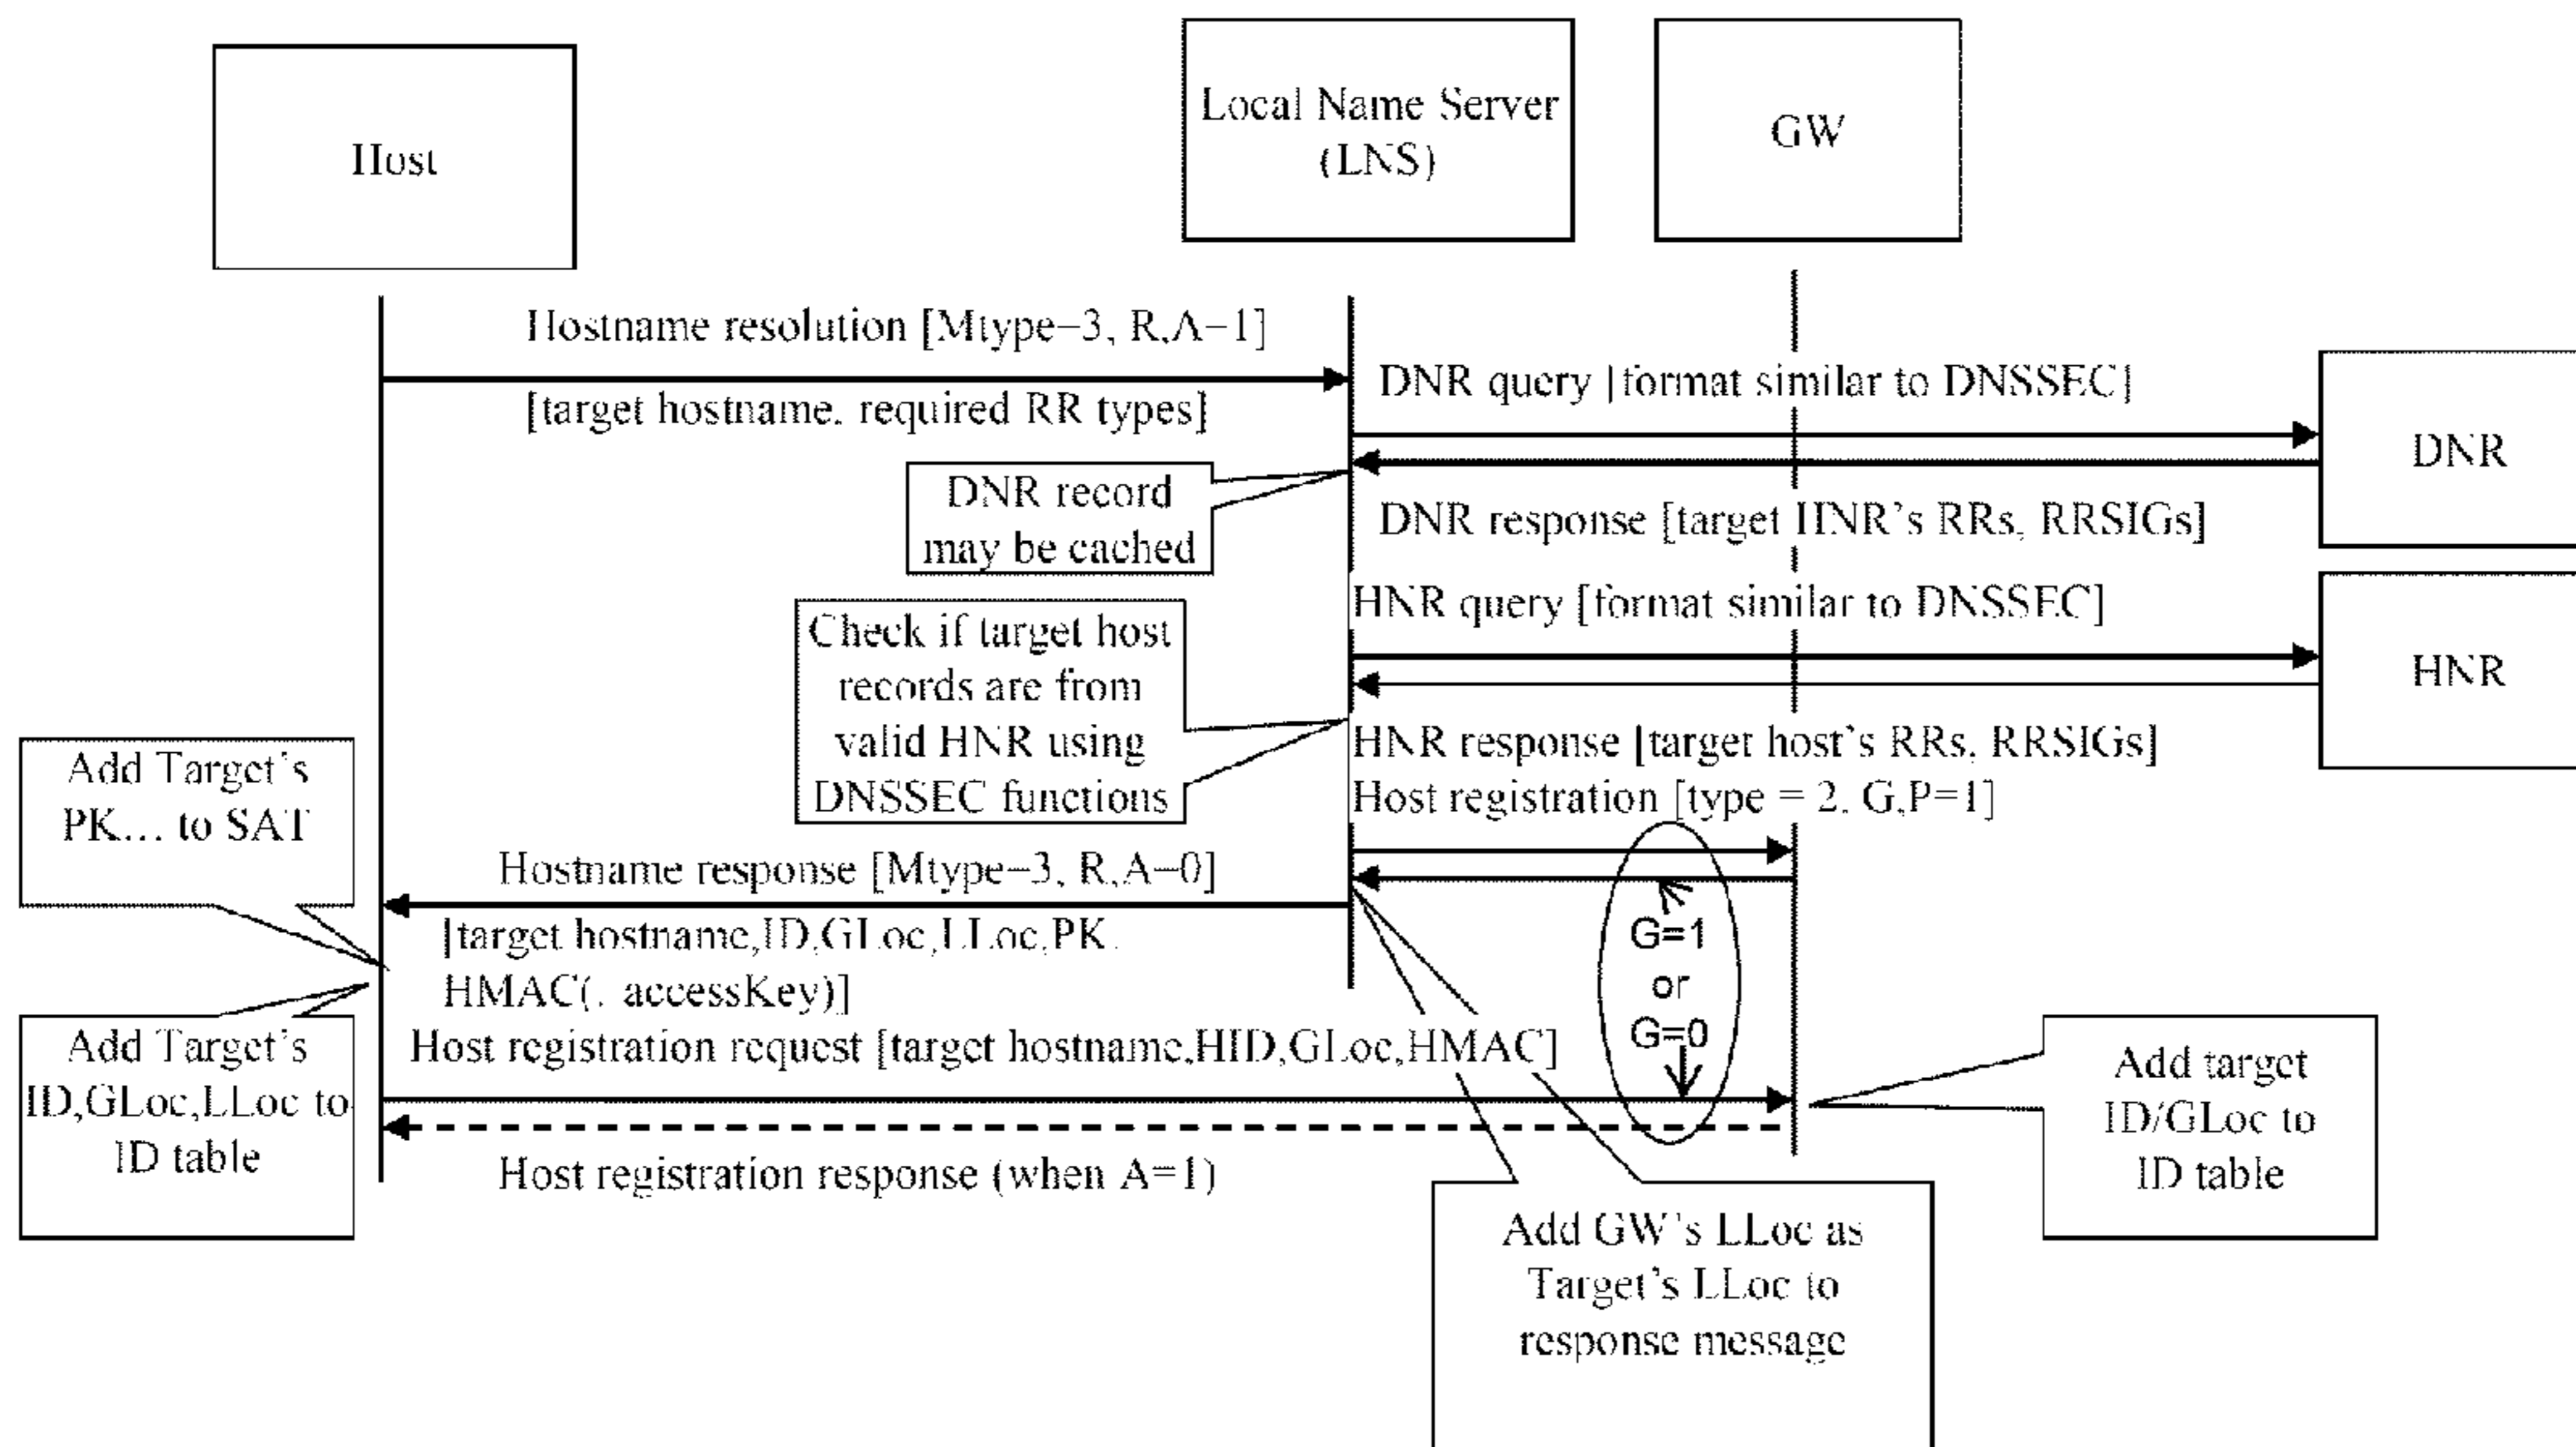 Host
Local Name Server
(LNS)
GW
Hostname resolution [Mtype=3, R,A=1]
[target hostname, required RR types]
DNR query [format similar to DNSSEC]
DNR
DNR record
may be cached
DNR response [target HNR's RRs, RRSIGs]
HNR query [format similar to DNSSEC]
HNR
Check if target host
records are from
valid HNR using
DNSSEC functions
HNR response [target host's RRs, RRSIGs]
Host registration [type = 2, G,P=1]
Add Target's
PK... to SAT
Hostname response [Mtype=3, R,A=0]
[target hostname,ID,GLoc,LLoc,PK,
HMAC(, accessKey)]
G=1
or
G=0
Add Target's
ID,GLoc,LLoc to
ID table
Host registration request [target hostname,HID,GLoc,HMAC]
Host registration response (when A=1)
Add target
ID/GLoc to
ID table
Add GW's LLoc as
Target's LLoc to
response message